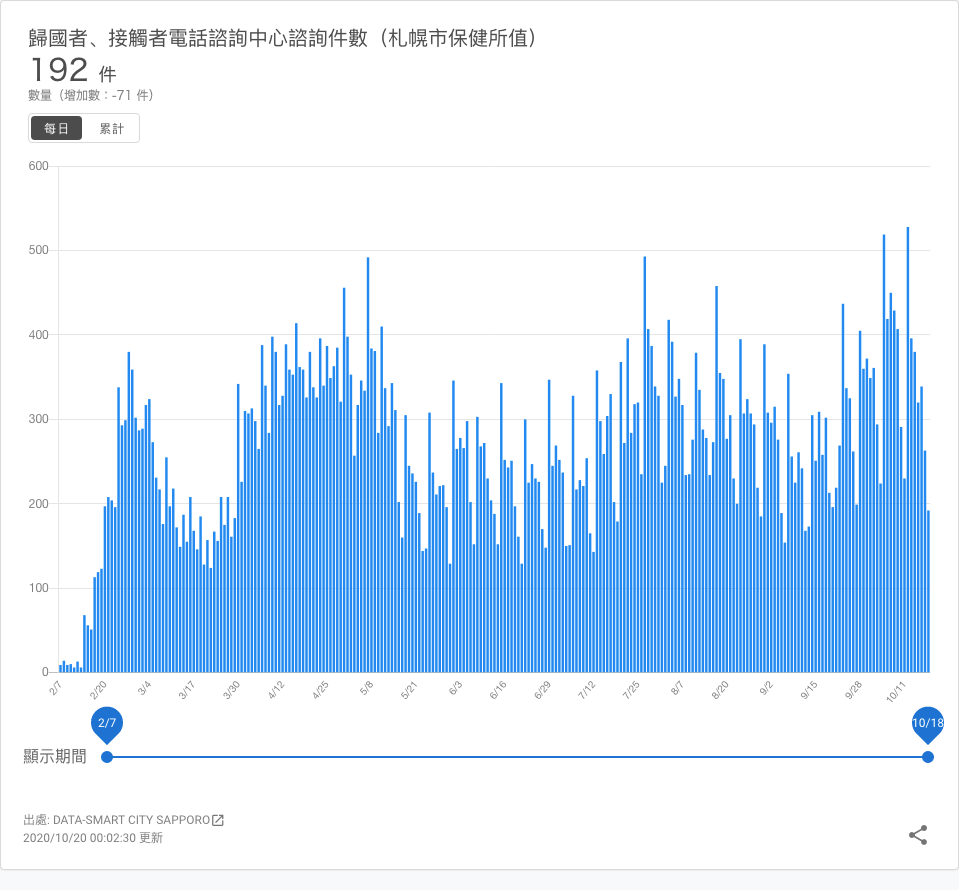 歸國者、接觸者電話諮詢中心諮詢件數（札幌市保健所值）
192 件
數量（增加數：-71 件）
每日 累計
600
500
400
300
200
100
0
2/7 2/20 3/4 3/17 3/30 4/12 4/25 5/8 5/21 6/3 6/16 6/29 7/12 7/25 8/7 8/20 9/2 9/15 9/28 10/11
2/7 10/18
顯示期間
出處: DATA-SMART CITY SAPPORO
2020/10/20 00:02:30 更新